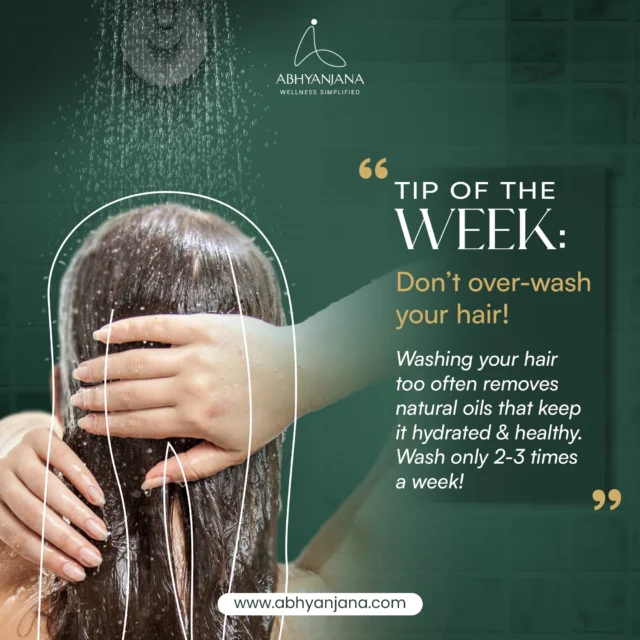 ABHYANJANA
WELLNESS SIMPLIFIED
“
TIP OF THE
WEEK:
Don’t over-wash
your hair!
Washing your hair
too often removes
natural oils that keep
it hydrated & healthy.
Wash only 2-3 times
a week!
”
www.abhyanjana.com